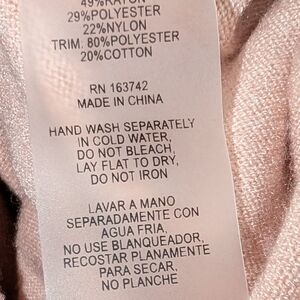 49%RAYON
29%POLYESTER
22%NYLON
TRIM: 80%POLYESTER
20%COTTON
RN 163742
MADE IN CHINA
HAND WASH SEPARATELY
IN COLD WATER,
DO NOT BLEACH,
LAY FLAT TO DRY,
DO NOT IRON
LAVAR A MANO
SEPARADAMENTE CON
AGUA FRIA,
NO USE BLANQUEADOR,
RECOSTAR PLANAMENTE
PARA SECAR,
NO PLANCHE